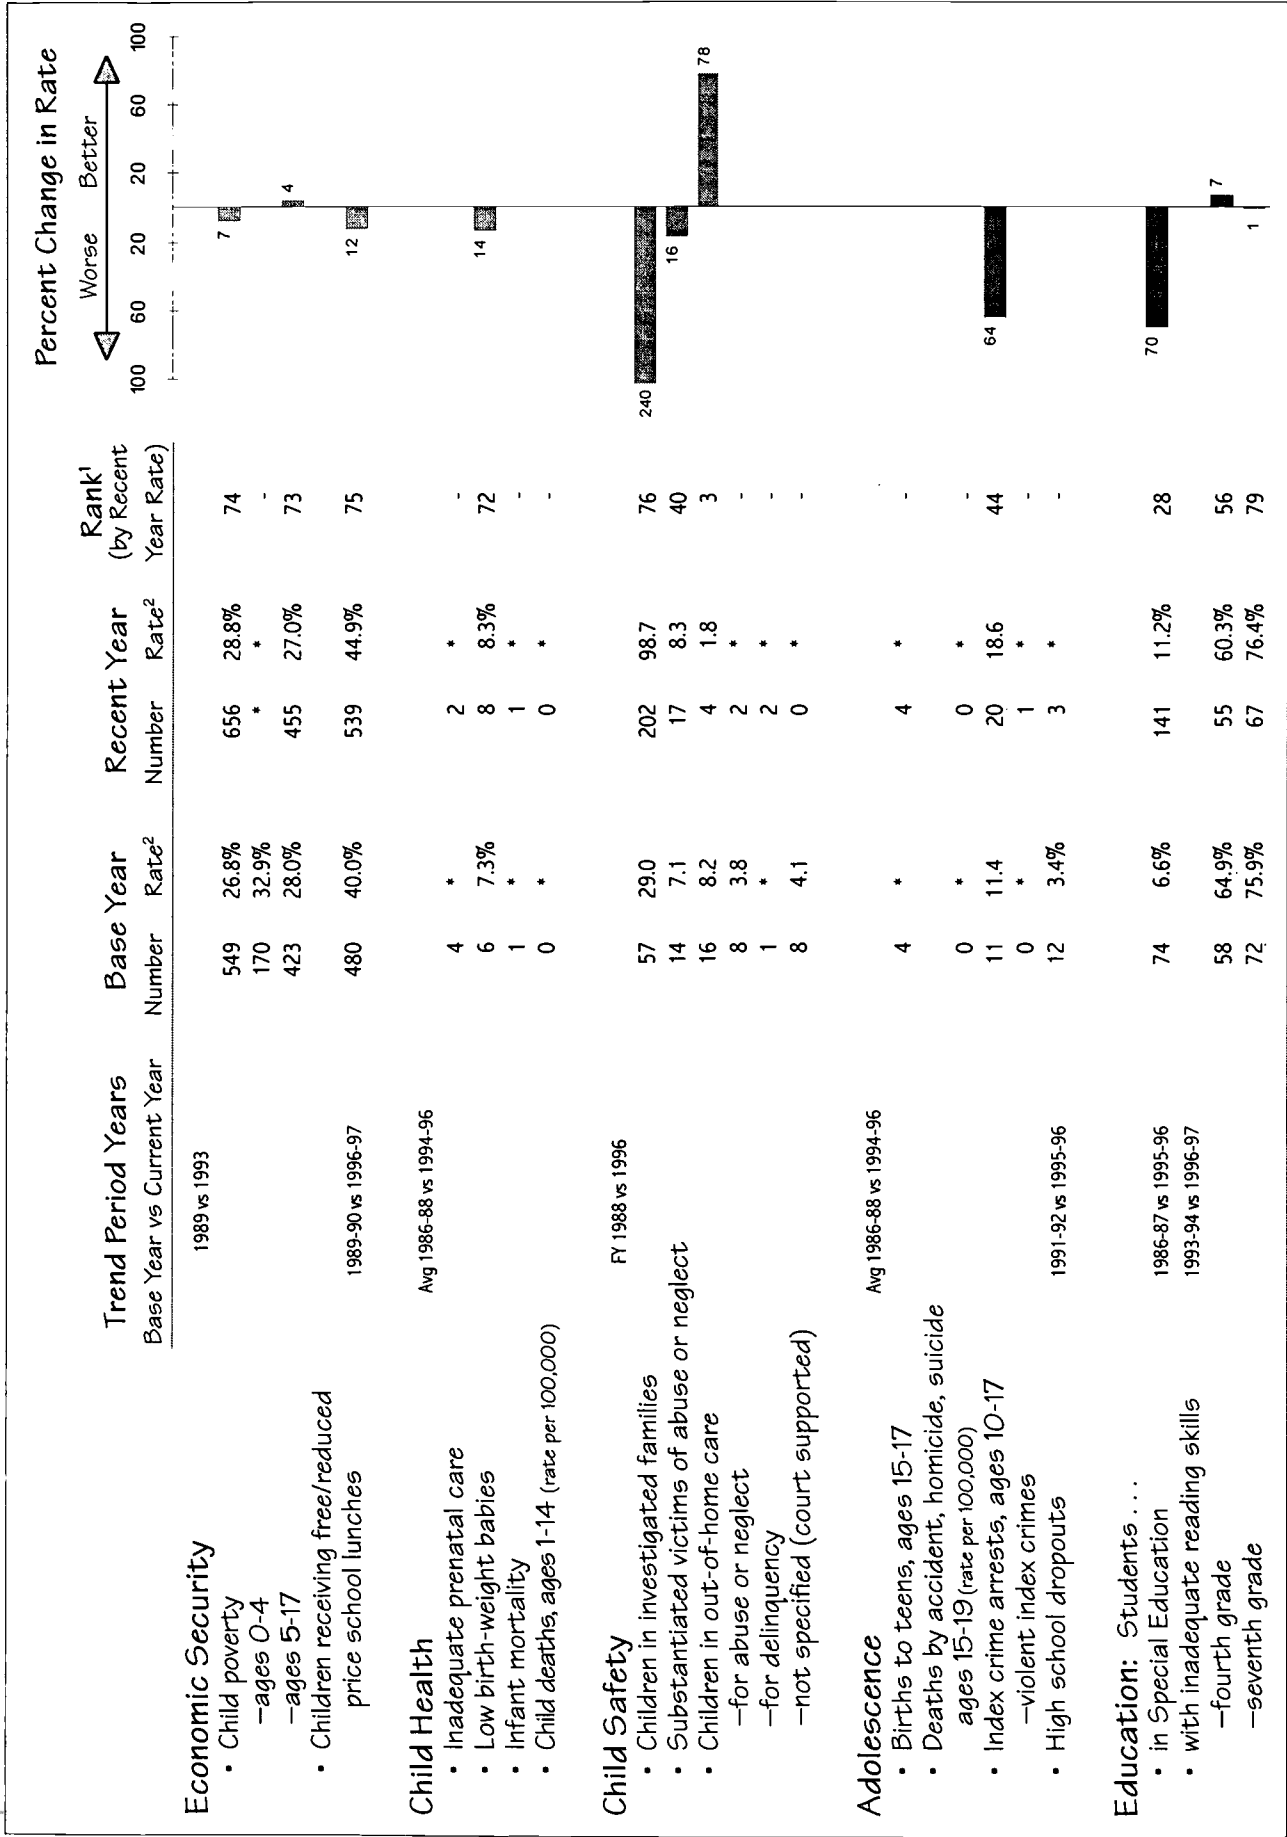 Percent Change in Rate
Worse Better
100 60 20 20 60 100
Trend Period Years Base Year Recent Year Rank¹
(by Recent
Base Year vs Current Year Number Rate² Number Rate² Year Rate)
Economic Security
• Child poverty 1989 vs 1993 549 26.8% 656 28.8% 74 7
–ages 0-4 170 32.9% * * -
–ages 5-17 423 28.0% 455 27.0% 73 4
• Children receiving free/reduced
price school lunches 1989-90 vs 1996-97 480 40.0% 539 44.9% 75 12
Child Health Avg 1986-88 vs 1994-96
• Inadequate prenatal care 4 * 2 * -
• Low birth-weight babies 6 7.3% 8 8.3% 72 14
• Infant mortality 1 * 1 * -
• Child deaths, ages 1-14 (rate per 100,000) 0 * 0 * -
Child Safety FY 1988 vs 1996
• Children in investigated families 57 29.0 202 98.7 76 240
• Substantiated victims of abuse or neglect 14 7.1 17 8.3 40 16
• Children in out-of-home care 16 8.2 4 1.8 3 78
–for abuse or neglect 8 3.8 2 * -
–for delinquency 1 * 2 * -
–not specified (court supported) 8 4.1 0 * -
Adolescence Avg 1986-88 vs 1994-96
• Births to teens, ages 15-17 4 * 4 * -
• Deaths by accident, homicide, suicide
ages 15-19 (rate per 100,000) 0 * 0 * -
• Index crime arrests, ages 10-17 11 11.4 20 18.6 44 64
–violent index crimes 0 * 1 * -
• High school dropouts 1991-92 vs 1995-96 12 3.4% 3 * -
Education: Students . . . .
• in Special Education 1986-87 vs 1995-96 74 6.6% 141 11.2% 28 70
• with inadequate reading skills 1993-94 vs 1996-97
–fourth grade 58 64.9% 55 60.3% 56 7
–seventh grade 72 75.9% 67 76.4% 79 1